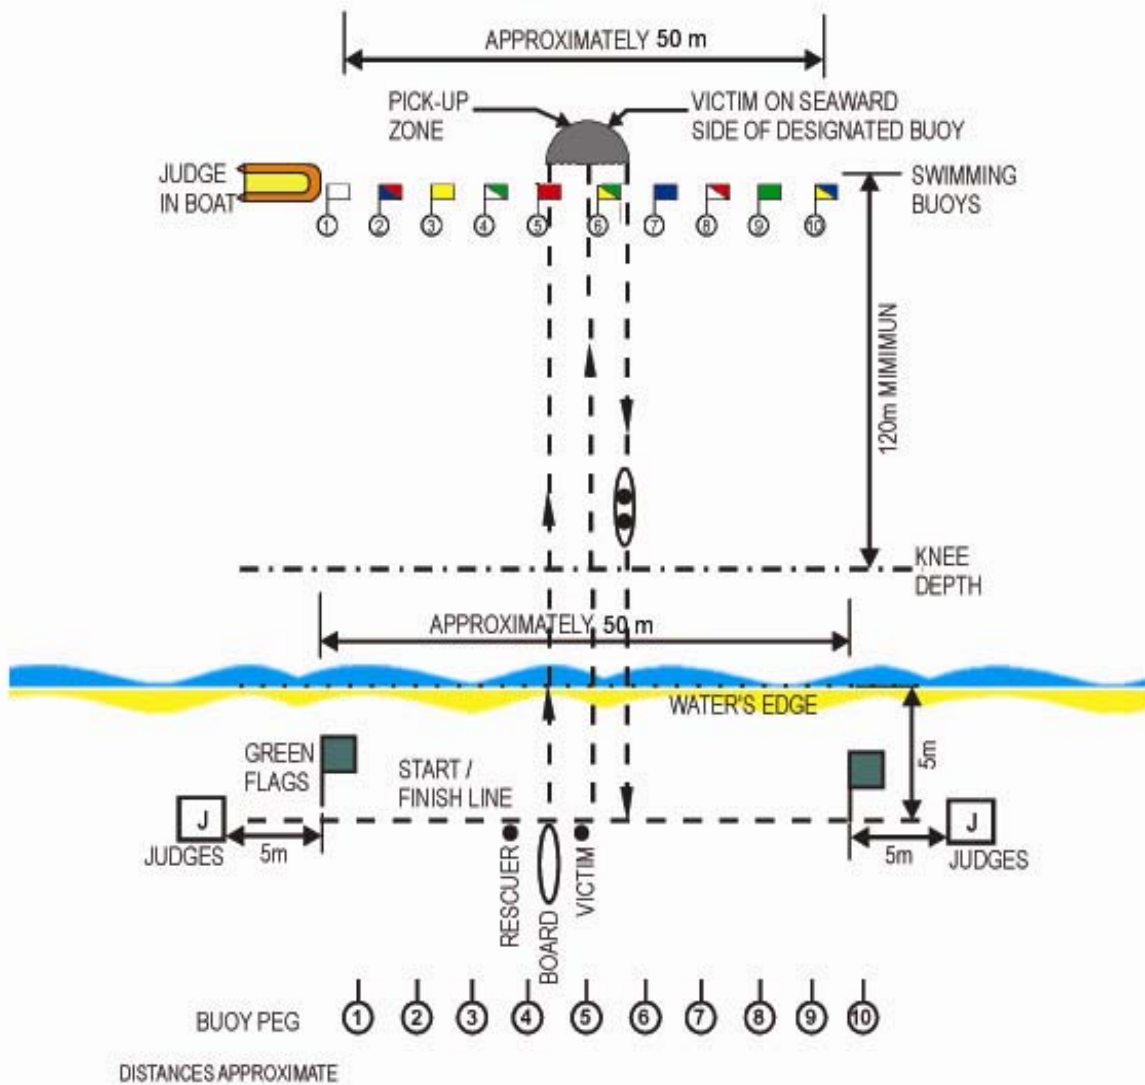 APPROXIMATELY 50 m
PICK-UP
ZONE
VICTIM ON SEAWARD
SIDE OF DESIGNATED BUOY
JUDGE
IN BOAT
SWIMMING
BUOYS
1 2 3 4 5 6 7 8 9 10
120m MIMIMUN
KNEE
DEPTH
APPROXIMATELY 50 m
WATER'S EDGE
GREEN
FLAGS
START /
FINISH LINE
5m
J
JUDGES
5m
RESCUER
BOARD
VICTIM
5m
J
JUDGES
BUOY PEG 1 2 3 4 5 6 7 8 9 10
DISTANCES APPROXIMATE